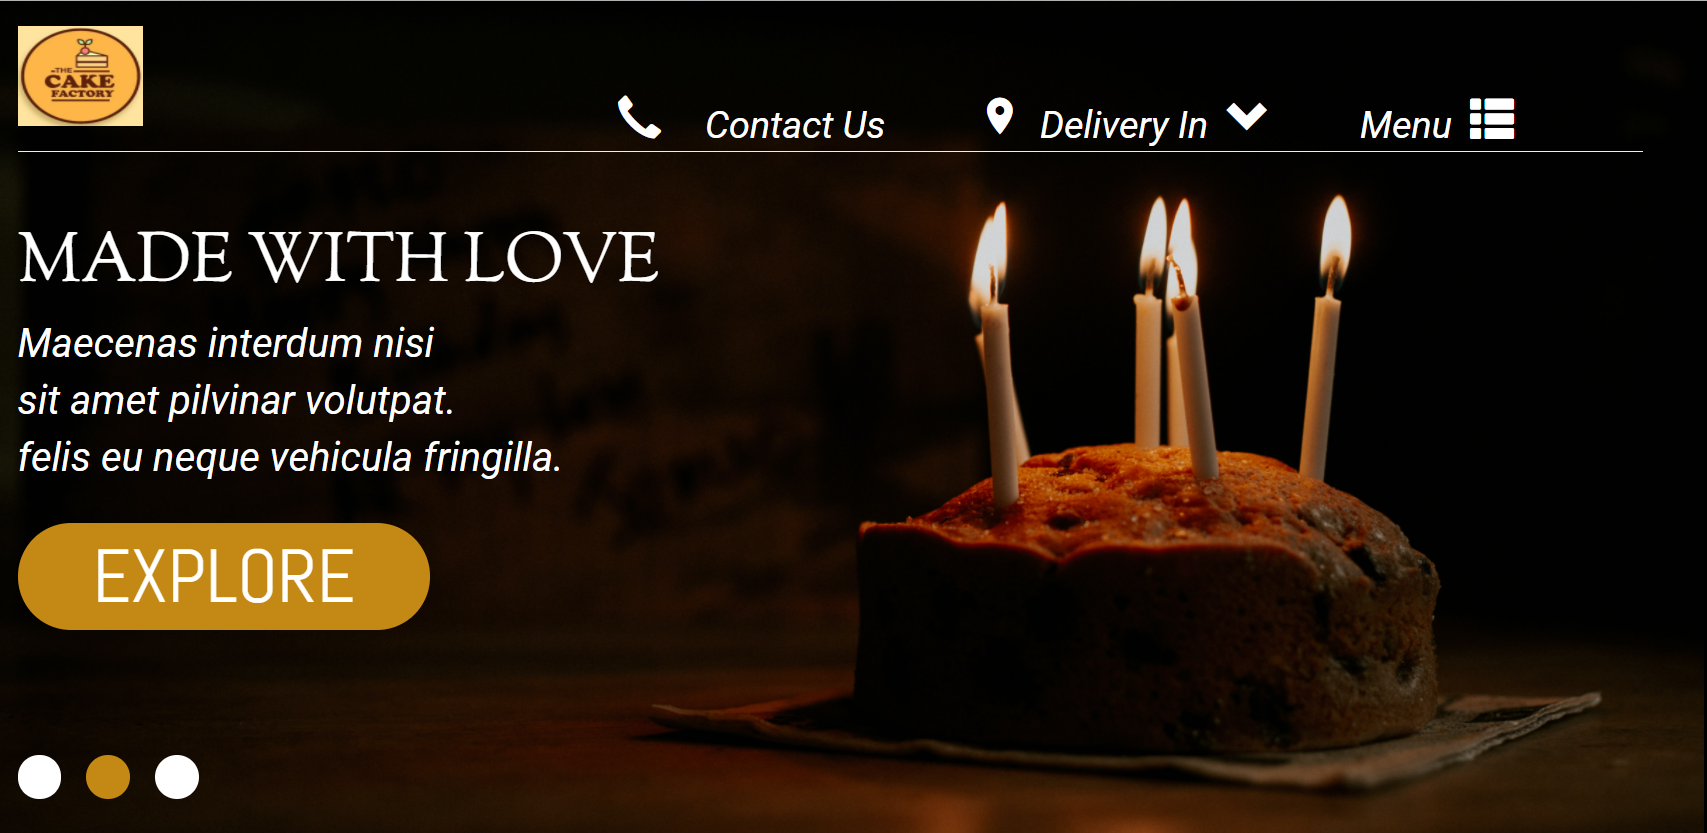 THE
CAKE
FACTORY
Contact Us
Delivery In
Menu
MADE WITH LOVE
Maecenas interdum nisi
sit amet pilvinar volutpat.
felis eu neque vehicula fringilla.
EXPLORE